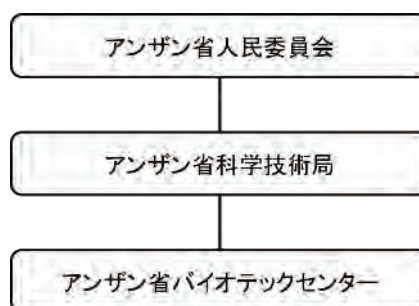 アンザン省人民委員会
アンザン省科学技術局
アンザン省バイオテックセンター